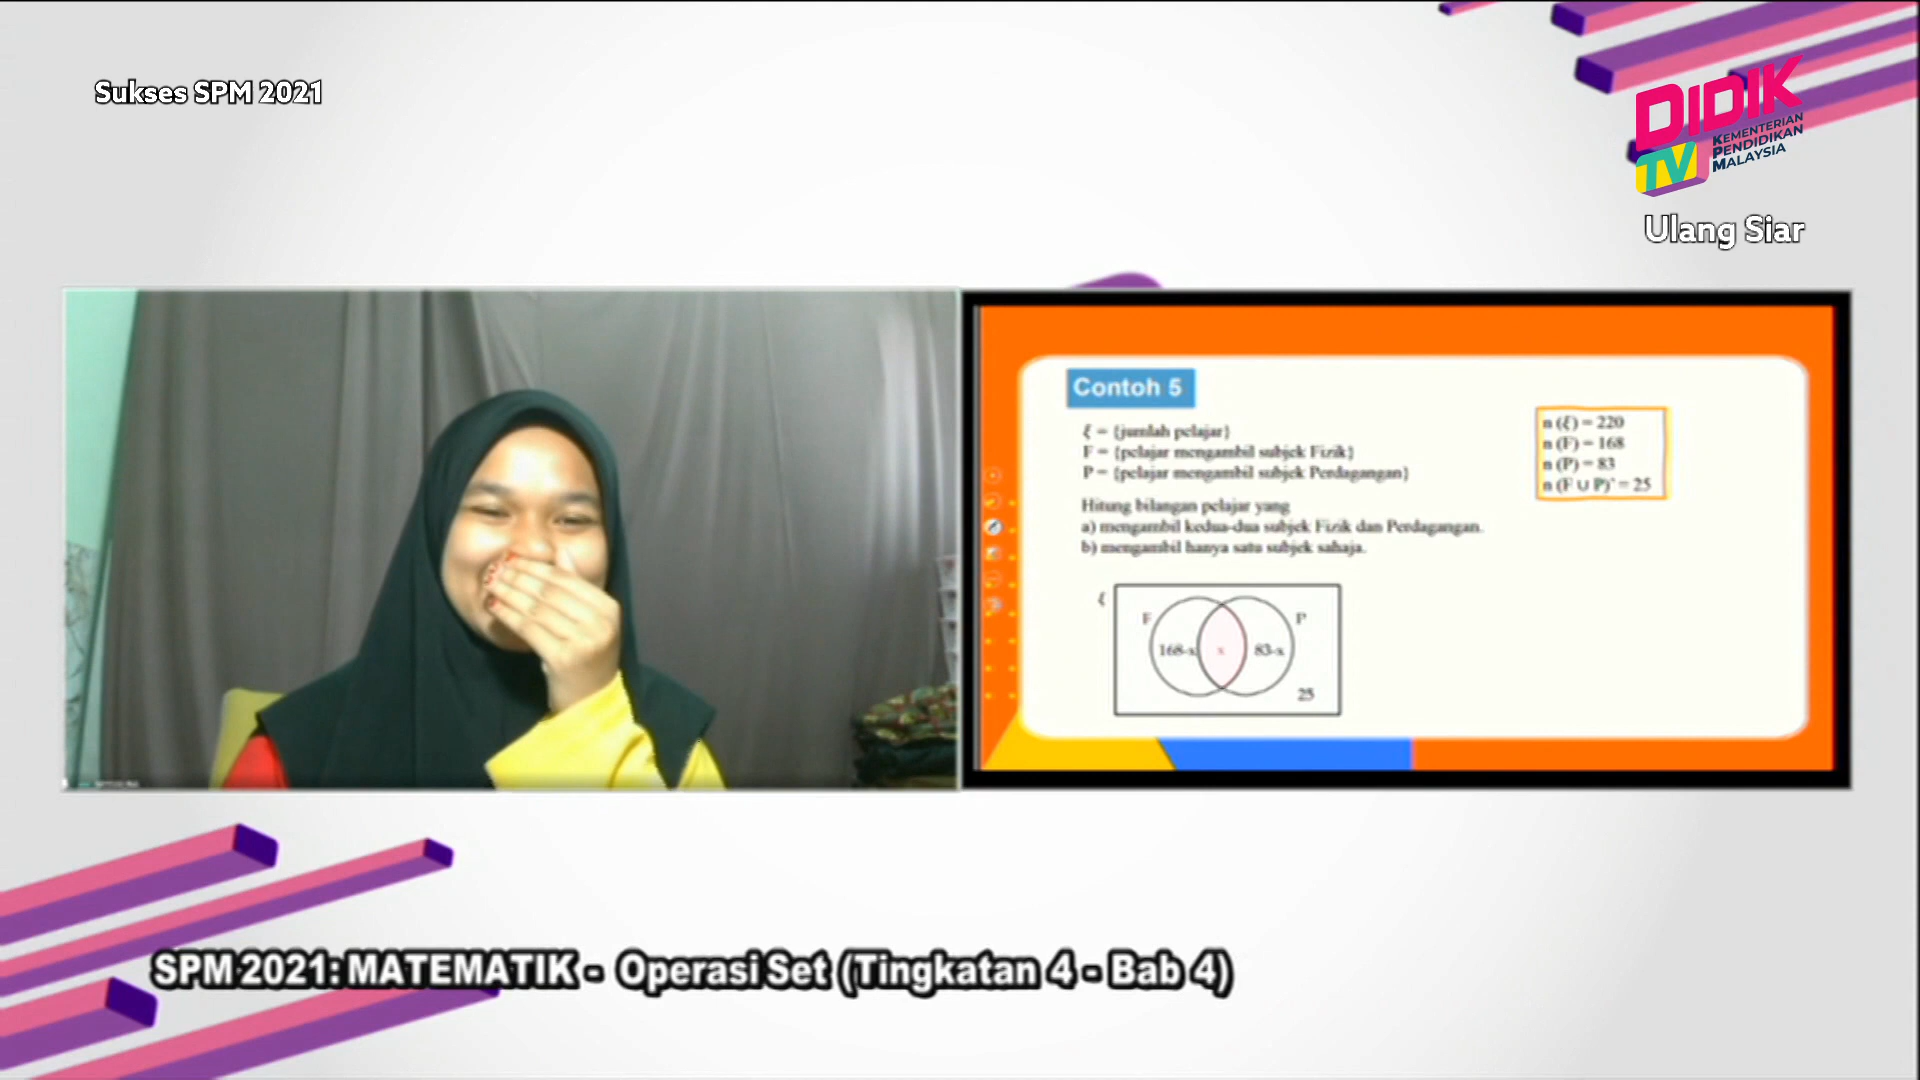 Sukses SPM 2021
DIDIK
TV
KEMENTERIAN
PENDIDIKAN
MALAYSIA
Ulang Siar
Contoh 5
ξ = {jumlah pelajar}
F = {pelajar mengambil subjek Fizik}
P = {pelajar mengambil subjek Perdagangan}
n (ξ) = 220
n (F) = 168
n (P) = 83
n (F ∪ P)' = 25
Hitung bilangan pelajar yang
a) mengambil kedua-dua subjek Fizik dan Perdagangan.
b) mengambil hanya satu subjek sahaja.
ξ
F
P
168-x
x
83-x
25
SPM 2021: MATEMATIK - Operasi Set (Tingkatan 4 - Bab 4)